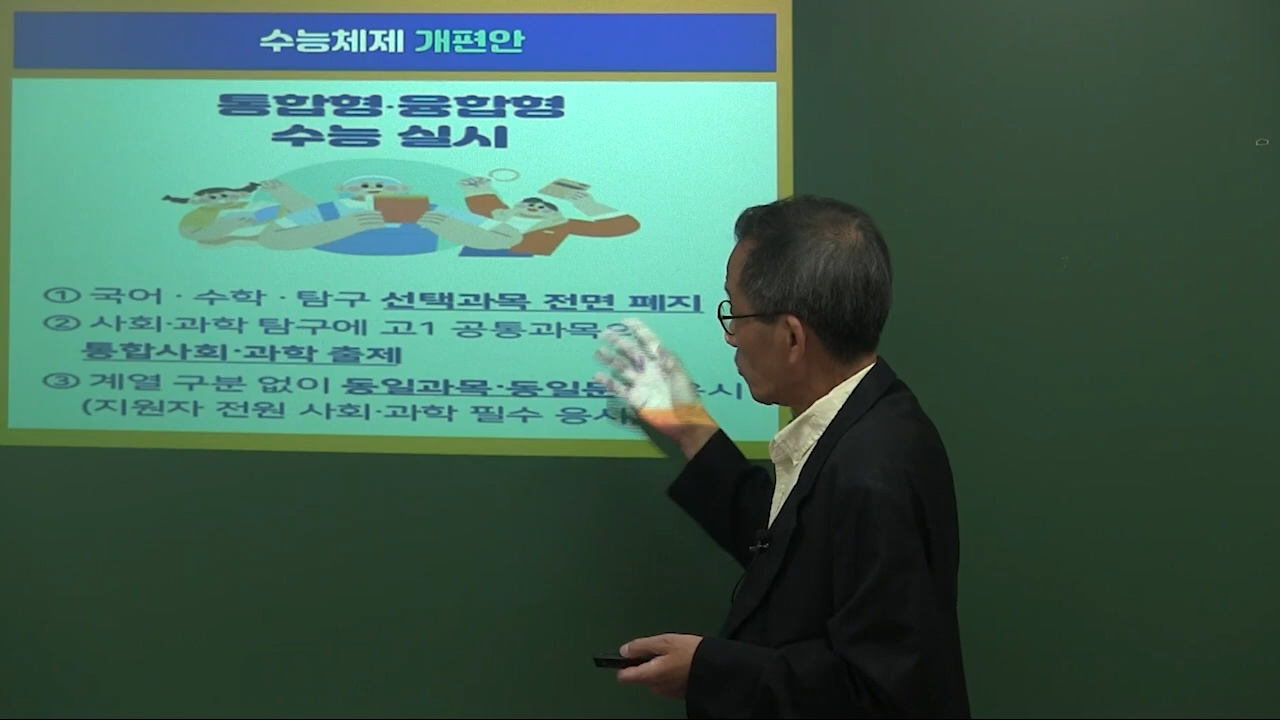 수능체제 개편안
통합형·융합형
수능 실시
① 국어·수학·탐구 선택과목 전면 폐지
② 사회·과학 탐구에 고1 공통과목
통합사회·과학 출제
③ 계열 구분 없이 동일과목·동일
(지원자 전원 사회·과학 필수 응시